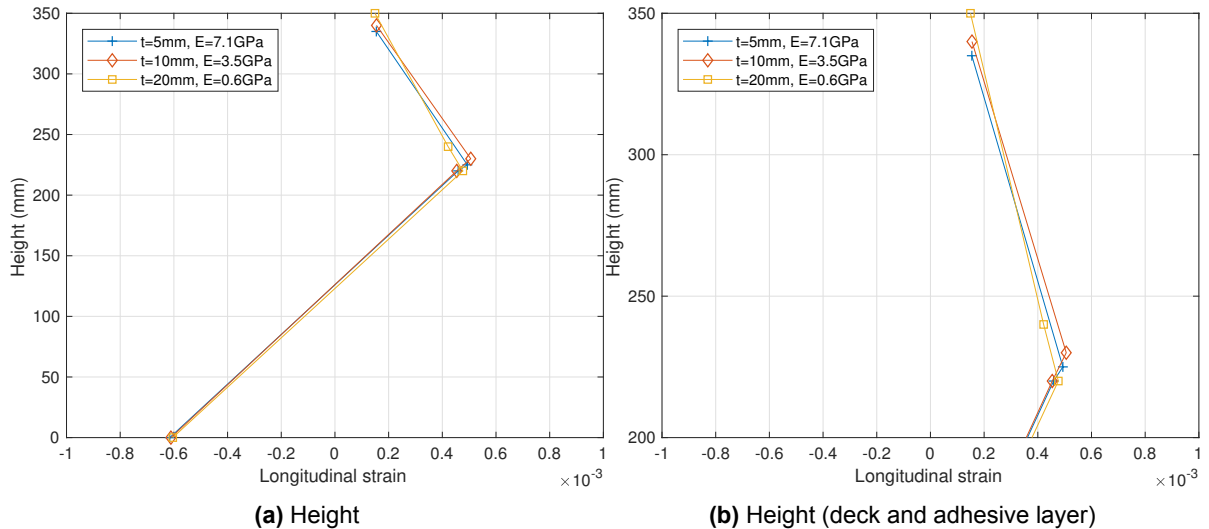 350
300
250
200
150
100
50
0
Height (mm)
t=5mm, E=7.1GPa
t=10mm, E=3.5GPa
t=20mm, E=0.6GPa
-1 -0.8 -0.6 -0.4 -0.2 0 0.2 0.4 0.6 0.8 1
Longitudinal strain
×10⁻³
(a) Height
350
300
250
200
Height (mm)
t=5mm, E=7.1GPa
t=10mm, E=3.5GPa
t=20mm, E=0.6GPa
-1 -0.8 -0.6 -0.4 -0.2 0 0.2 0.4 0.6 0.8 1
Longitudinal strain
×10⁻³
(b) Height (deck and adhesive layer)